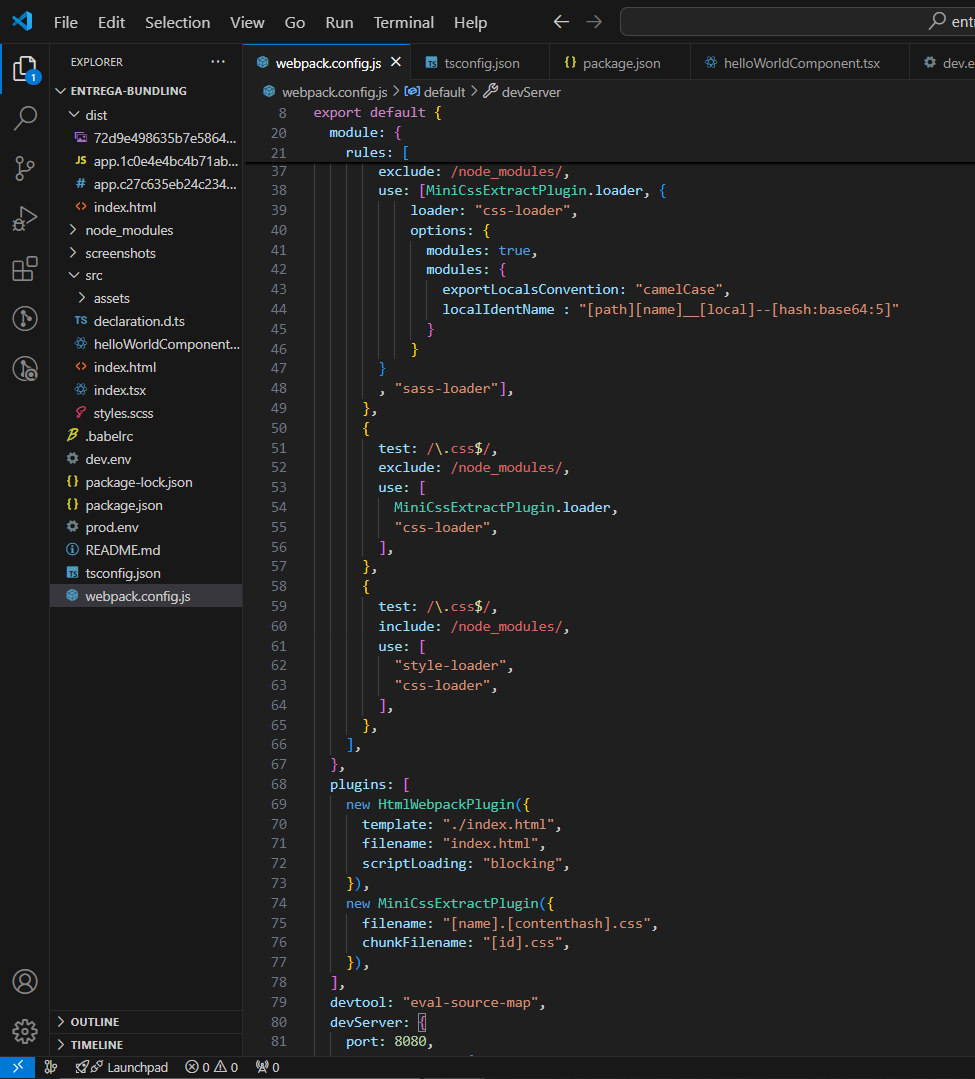 File Edit Selection View Go Run Terminal Help
EXPLORER
ENTREGA-BUNDLING
dist
72d9e498635b7e5864...
JS app.1c0e4e4bc4b71ab...
# app.c27c635eb24c234...
index.html
node_modules
screenshots
src
assets
TS declaration.d.ts
helloWorldComponent...
index.html
index.tsx
styles.scss
.babelrc
dev.env
package-lock.json
package.json
prod.env
README.md
tsconfig.json
webpack.config.js
OUTLINE
TIMELINE
1
webpack.config.js tsconfig.json {} package.json helloWorldComponent.tsx dev.e
webpack.config.js > default > devServer
8 export default {
20 module: {
21 rules: [
37 exclude: /node_modules/,
38 use: [MiniCssExtractPlugin.loader, {
39 loader: "css-loader",
40 options: {
41 modules: true,
42 modules: {
43 exportLocalsConvention: "camelCase",
44 localIdentName : "[path][name]__[local]--[hash:base64:5]"
45 }
46 }
47 }
48 , "sass-loader"],
49 },
50 {
51 test: /\.css$/,
52 exclude: /node_modules/,
53 use: [
54 MiniCssExtractPlugin.loader,
55 "css-loader",
56 ],
57 },
58 {
59 test: /\.css$/,
60 include: /node_modules/,
61 use: [
62 "style-loader",
63 "css-loader",
64 ],
65 },
66 ],
67 },
68 plugins: [
69 new HtmlWebpackPlugin({
70 template: "./index.html",
71 filename: "index.html",
72 scriptLoading: "blocking",
73 }),
74 new MiniCssExtractPlugin({
75 filename: "[name].[contenthash].css",
76 chunkFilename: "[id].css",
77 }),
78 ],
79 devtool: "eval-source-map",
80 devServer: {
81 port: 8080,
Launchpad 0 0 0